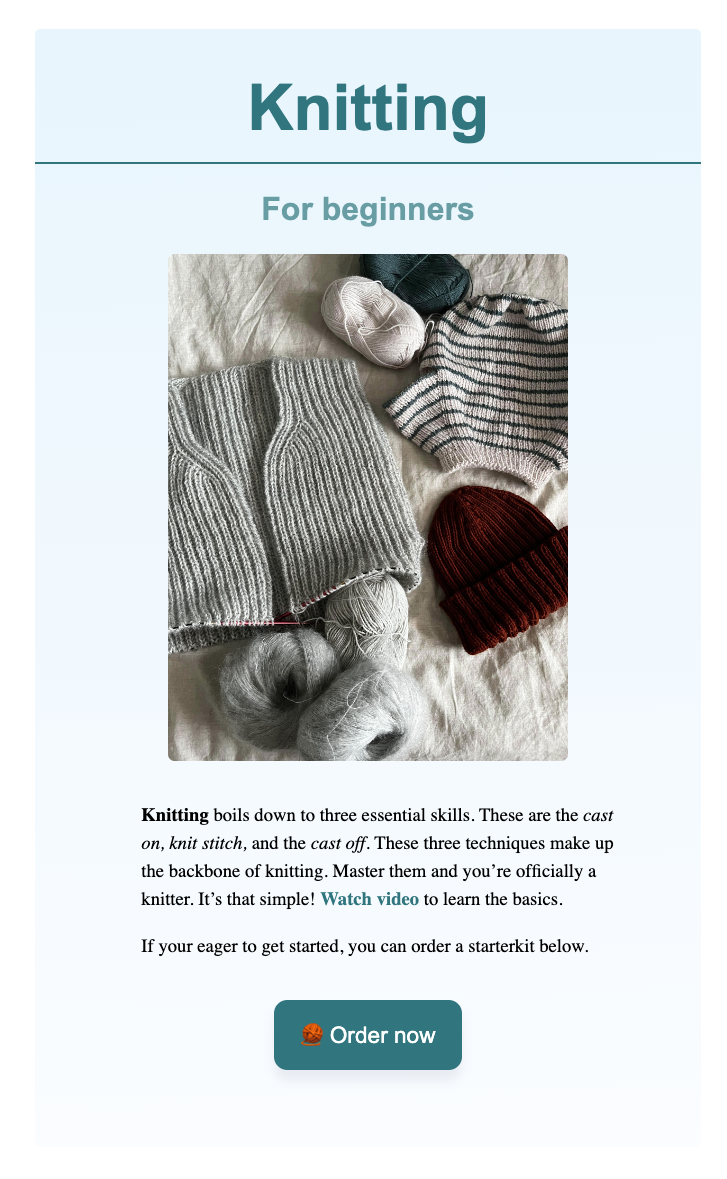 Knitting
For beginners
Knitting boils down to three essential skills. These are the cast
on, knit stitch, and the cast off. These three techniques make up
the backbone of knitting. Master them and you’re officially a
knitter. It’s that simple! Watch video to learn the basics.
If your eager to get started, you can order a starterkit below.
🧶 Order now